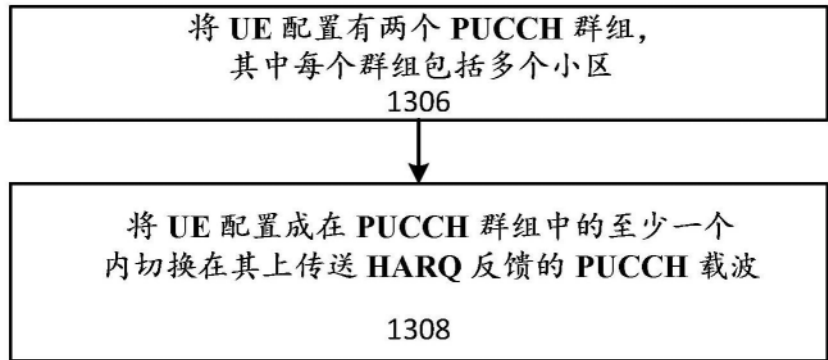 将 UE 配置有两个 PUCCH 群组，
其中每个群组包括多个小区
1306
将 UE 配置成在 PUCCH 群组中的至少一个
内切换在其上传送 HARQ 反馈的 PUCCH 载波
1308